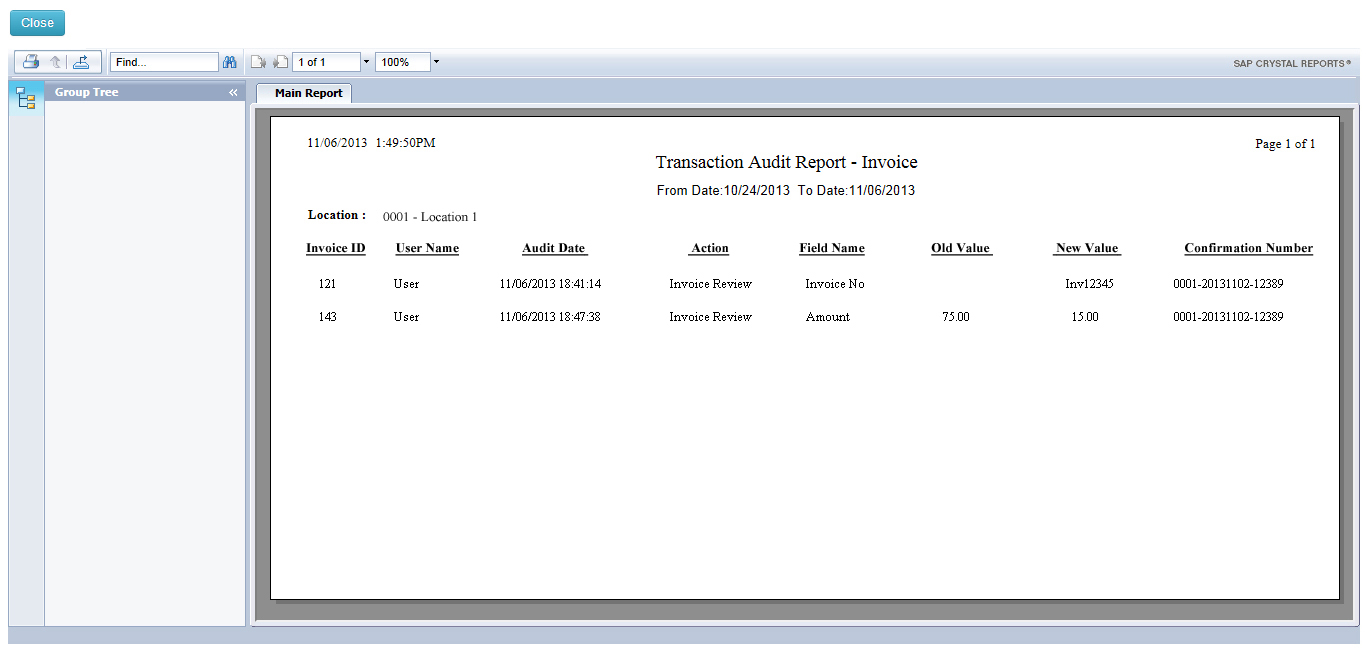 Close
Find... 1 of 1 100% SAP CRYSTAL REPORTS®
Group Tree « Main Report
11/06/2013 1:49:50PM Page 1 of 1
Transaction Audit Report - Invoice
From Date:10/24/2013 To Date:11/06/2013
Location : 0001 - Location 1
Invoice ID User Name Audit Date Action Field Name Old Value New Value Confirmation Number
121 User 11/06/2013 18:41:14 Invoice Review Invoice No Inv12345 0001-20131102-12389
143 User 11/06/2013 18:47:38 Invoice Review Amount 75.00 15.00 0001-20131102-12389